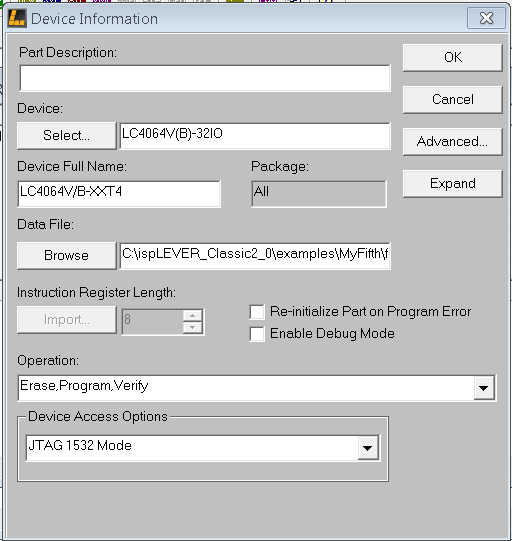 Device Information
Part Description:
OK
Device:
Cancel
Select...
LC4064V(B)-32IO
Advanced...
Device Full Name:
Package:
LC4064V/B-XXT4
All
Expand
Data File:
Browse
C:\ispLEVER_Classic2_0\examples\MyFifth\f
Instruction Register Length:
Import...
8
Re-initialize Part on Program Error
Enable Debug Mode
Operation:
Erase,Program,Verify
Device Access Options
JTAG 1532 Mode